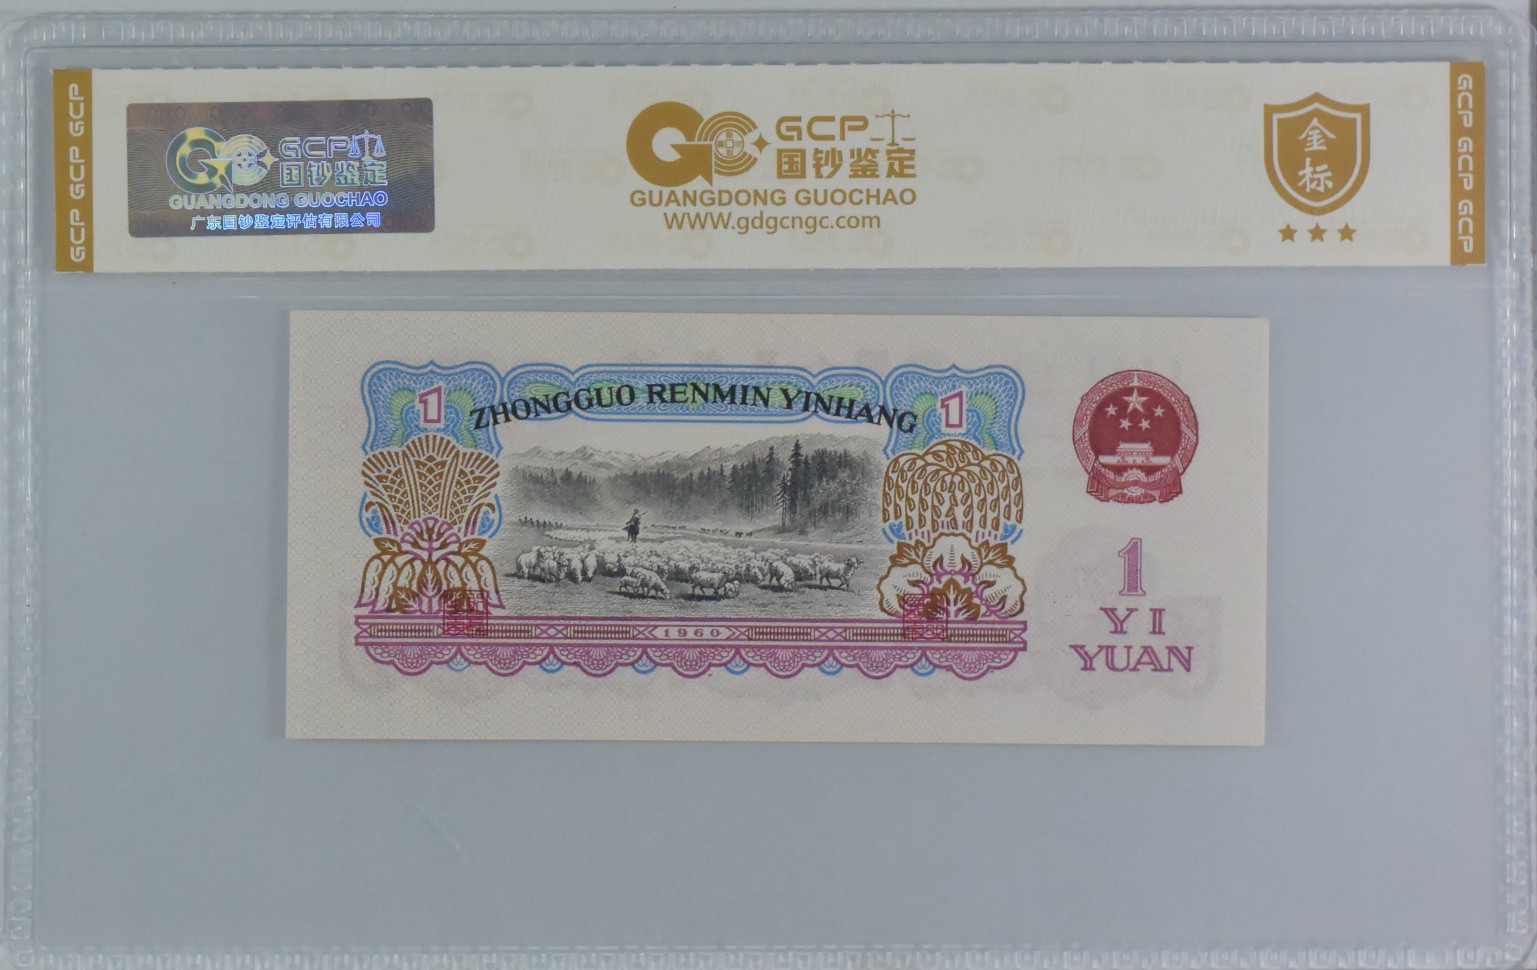 GCP GCP GCP
GCP
国钞鉴定
GUANGDONG GUOCHAO
广东国钞鉴定评估有限公司
GCP
国钞鉴定
GUANGDONG GUOCHAO
WWW.gdgcngc.com
金
标
GCP GCP GCP
1
ZHONGGUO RENMIN YINHANG
1
1960
1
YI
YUAN